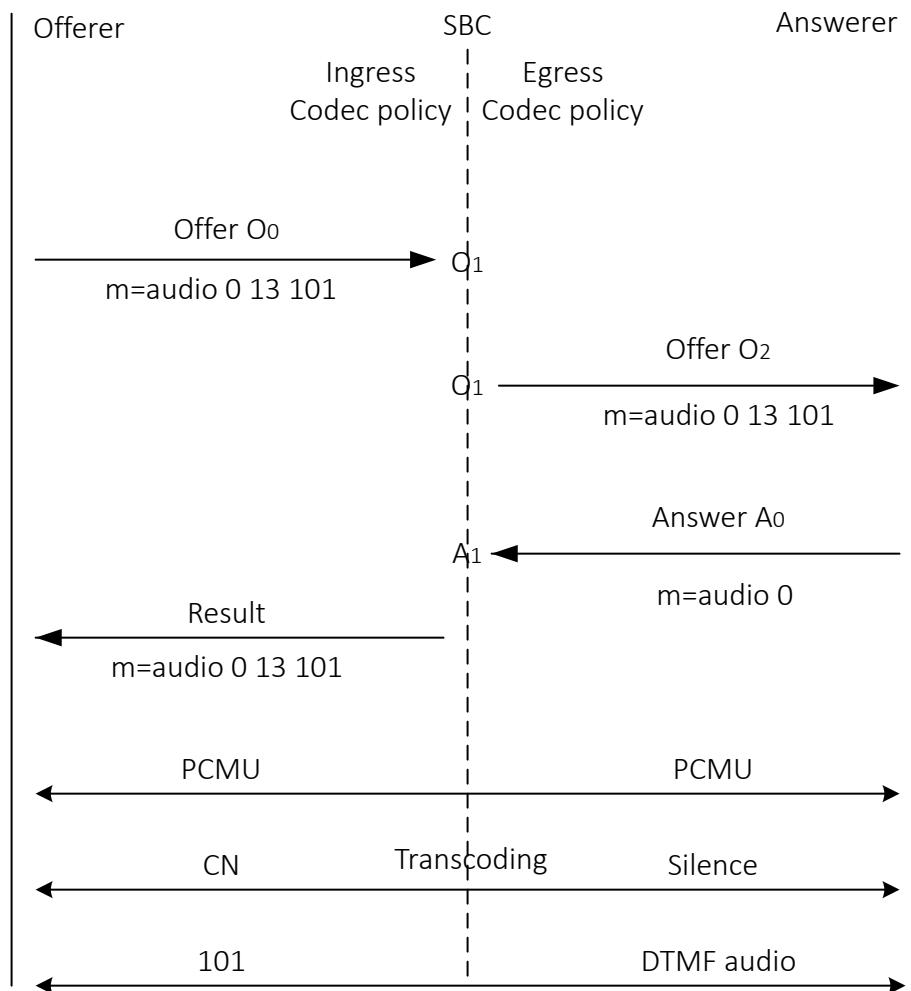 Offerer
SBC
Answerer
Ingress
Codec policy
Egress
Codec policy
Offer O0
m=audio 0 13 101
O1
Offer O2
O1
m=audio 0 13 101
Answer A0
A1
m=audio 0
Result
m=audio 0 13 101
PCMU
PCMU
CN
Transcoding
Silence
101
DTMF audio